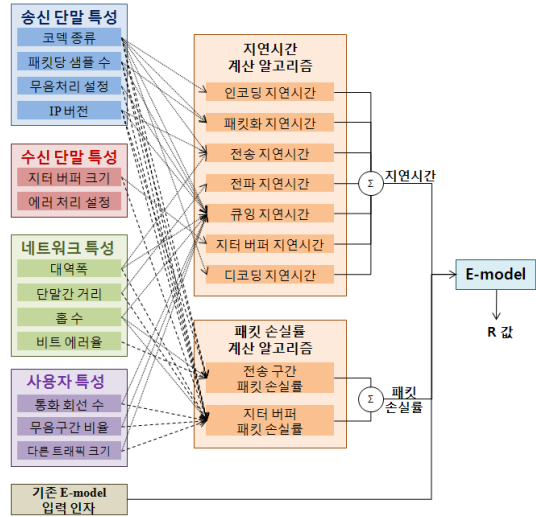 송신 단말 특성
코덱 종류
패킷당 샘플 수
무음처리 설정
IP 버전
수신 단말 특성
지터 버퍼 크기
에러 처리 설정
네트워크 특성
대역폭
단말간 거리
홉 수
비트 에러율
사용자 특성
통화 회선 수
무음구간 비율
다른 트래픽 크기
기존 E-model
입력 인자
지연시간
계산 알고리즘
인코딩 지연시간
패킷화 지연시간
전송 지연시간
전파 지연시간
큐잉 지연시간
지터 버퍼 지연시간
디코딩 지연시간
Σ
지연시간
패킷 손실률
계산 알고리즘
전송 구간
패킷 손실률
지터 버퍼
패킷 손실률
Σ
패킷
손실률
E-model
R 값